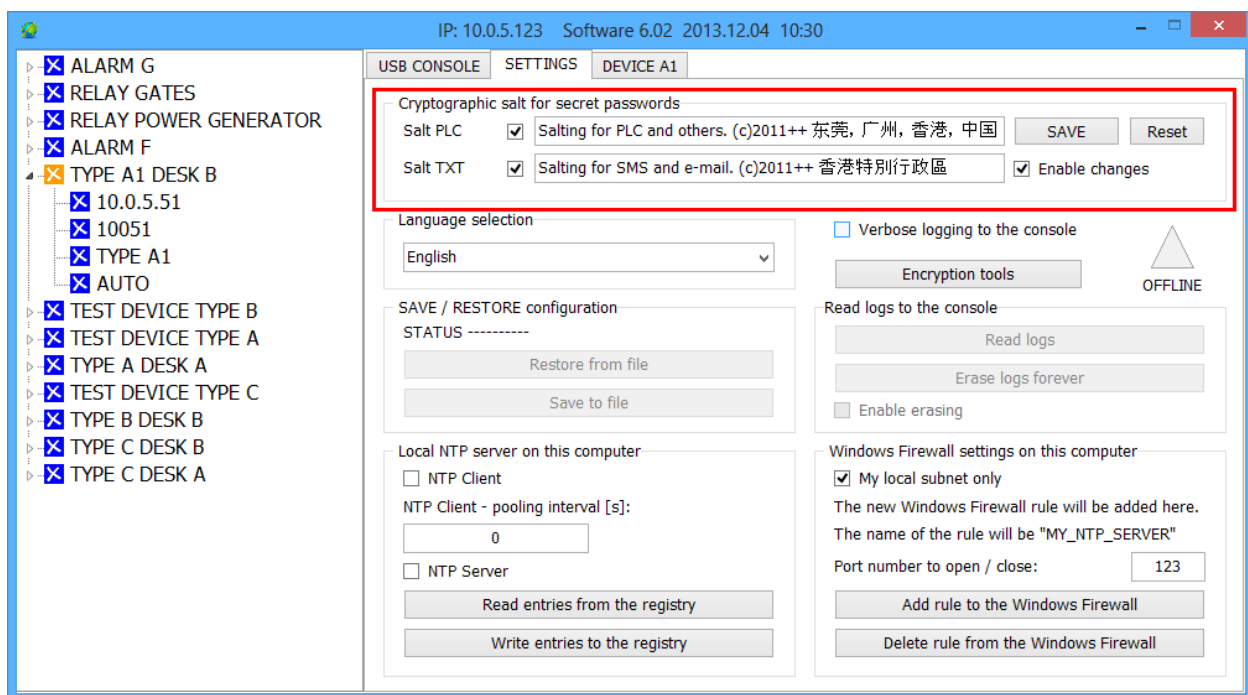 IP: 10.0.5.123 Software 6.02 2013.12.04 10:30
ALARM G
RELAY GATES
RELAY POWER GENERATOR
ALARM F
TYPE A1 DESK B
10.0.5.51
10051
TYPE A1
AUTO
TEST DEVICE TYPE B
TEST DEVICE TYPE A
TYPE A DESK A
TEST DEVICE TYPE C
TYPE B DESK B
TYPE C DESK B
TYPE C DESK A
USB CONSOLE SETTINGS DEVICE A1
Cryptographic salt for secret passwords
Salt PLC Salting for PLC and others. (c)2011++ 东莞, 广州, 香港, 中国 SAVE Reset
Salt TXT Salting for SMS and e-mail. (c)2011++ 香港特別行政區 Enable changes
Language selection
English
Verbose logging to the console
Encryption tools
OFFLINE
SAVE / RESTORE configuration
STATUS ----------
Restore from file
Save to file
Read logs to the console
Read logs
Erase logs forever
Enable erasing
Local NTP server on this computer
NTP Client
NTP Client - pooling interval [s]:
0
NTP Server
Read entries from the registry
Write entries to the registry
Windows Firewall settings on this computer
My local subnet only
The new Windows Firewall rule will be added here.
The name of the rule will be "MY_NTP_SERVER"
Port number to open / close: 123
Add rule to the Windows Firewall
Delete rule from the Windows Firewall